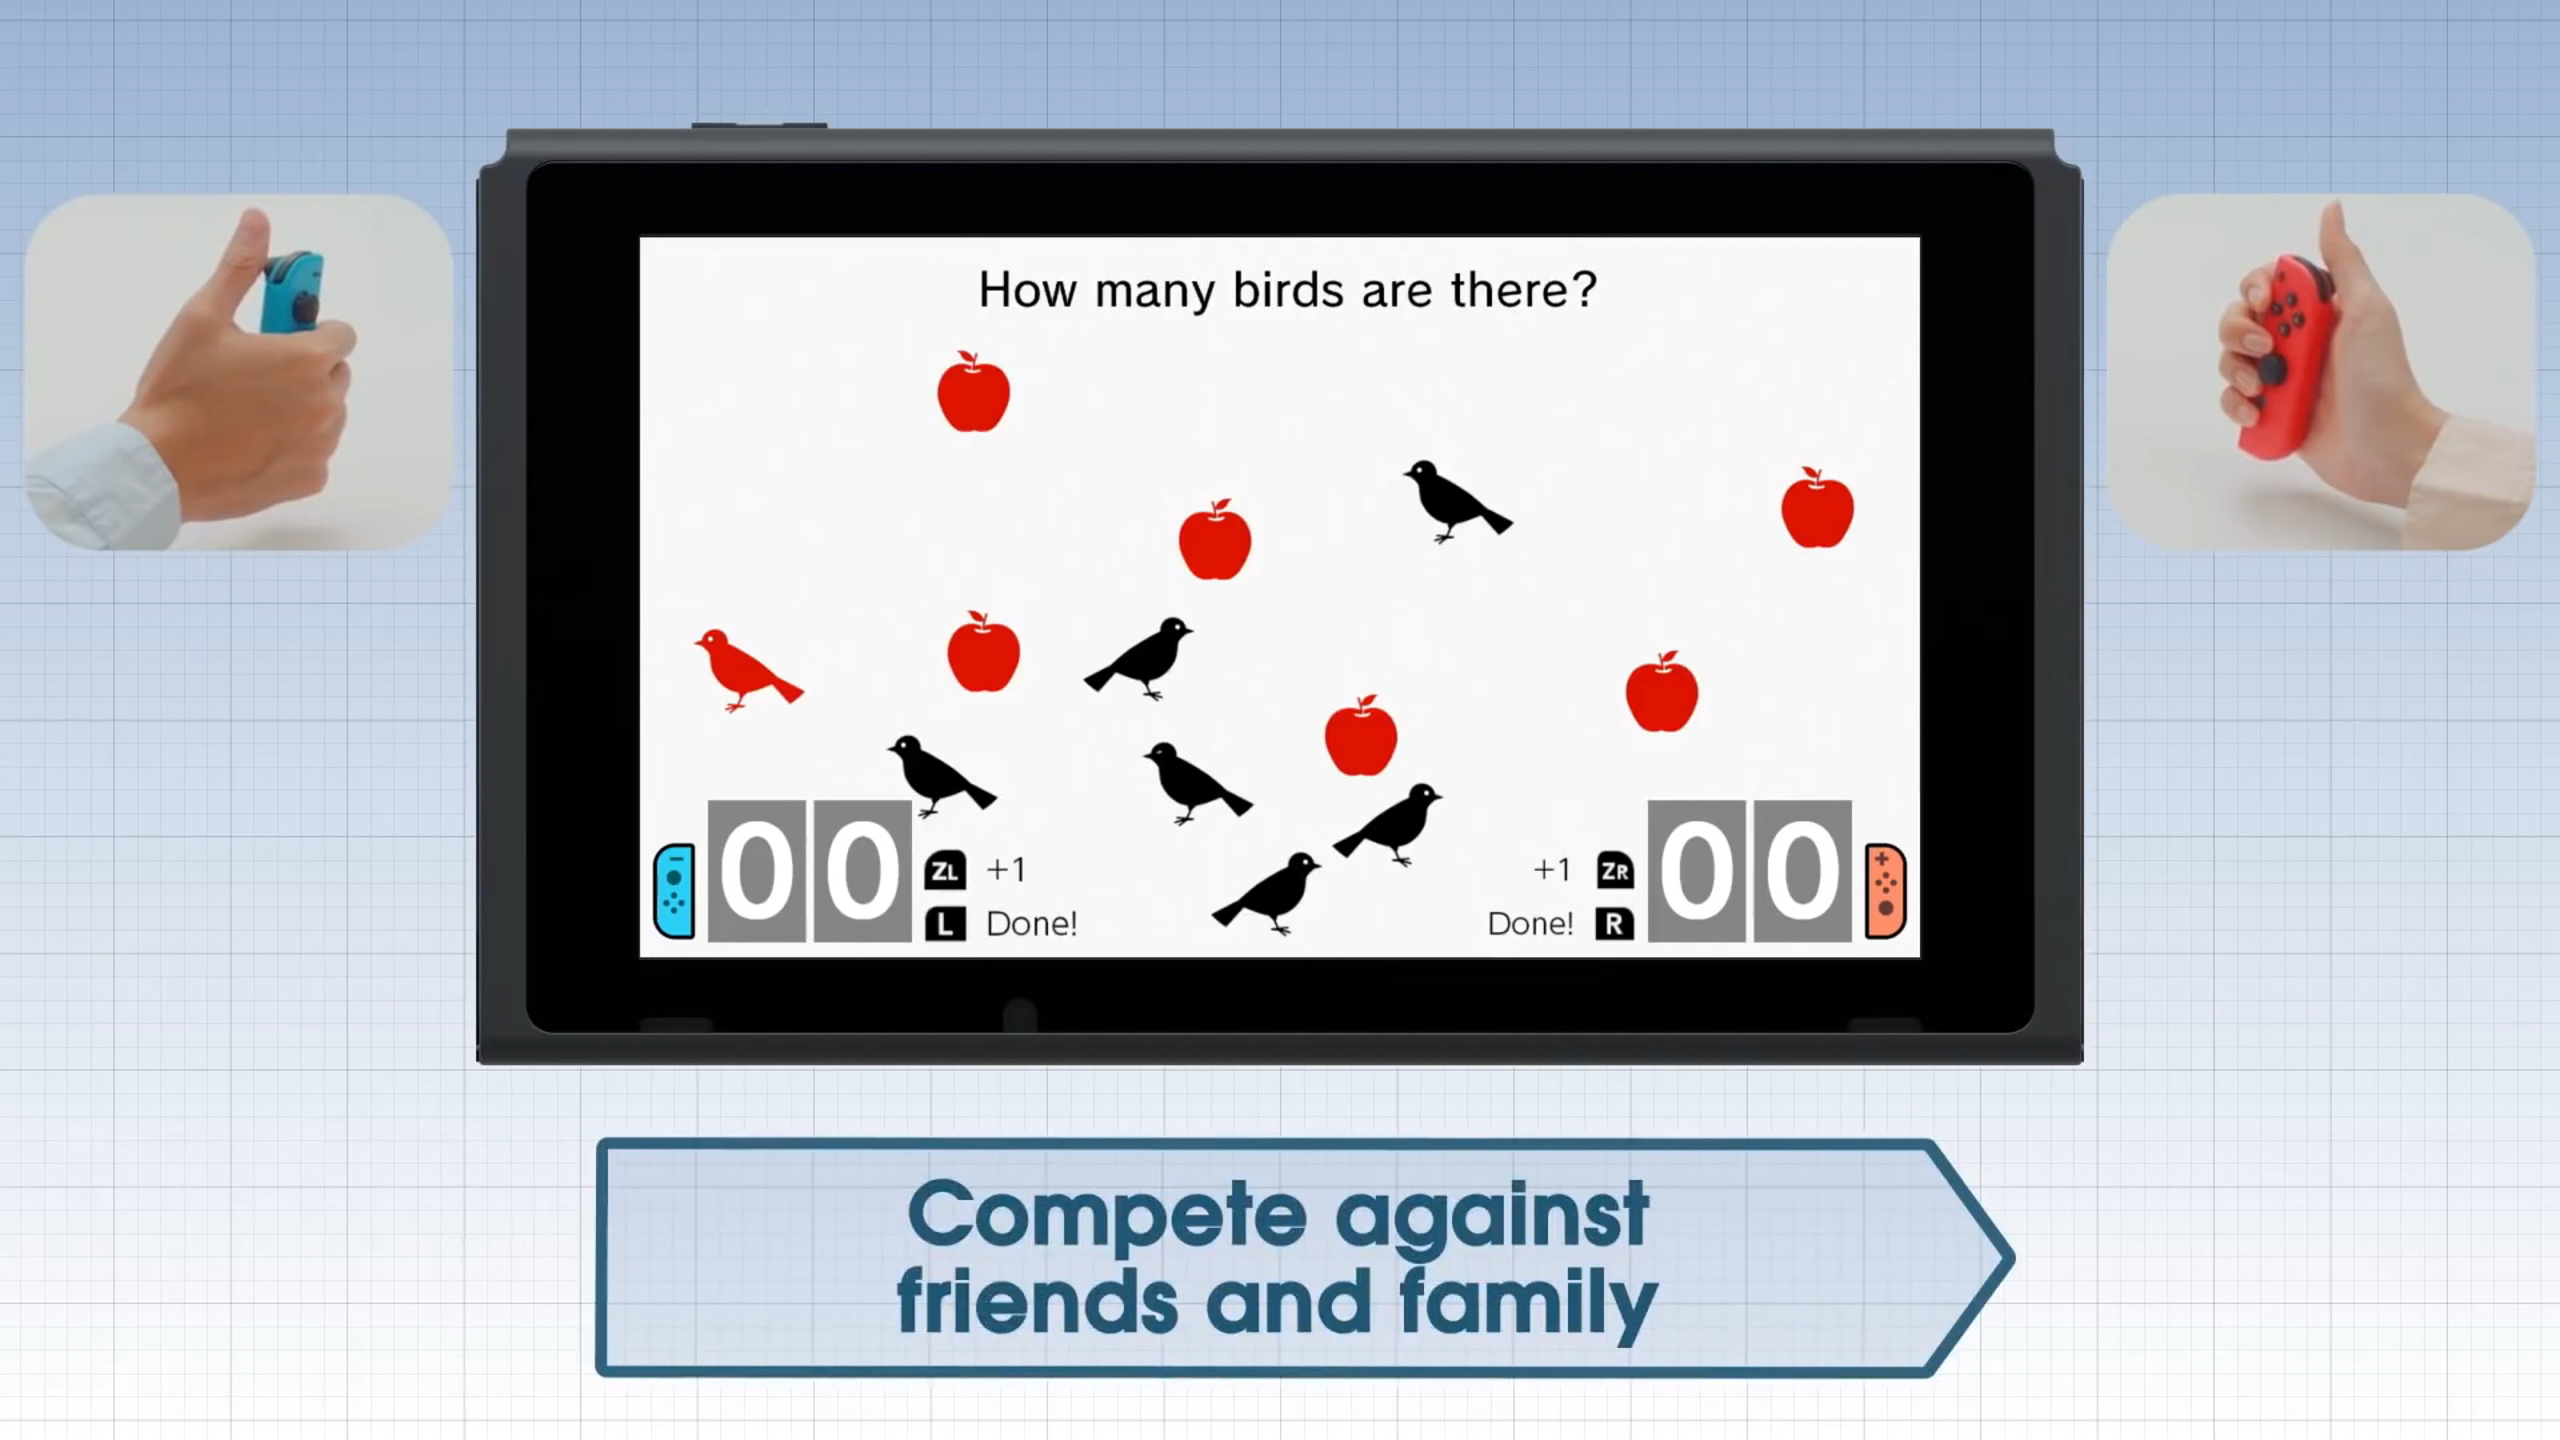 How many birds are there?
00
ZL +1
L Done!
+1 ZR
Done! R
00
Compete against
friends and family